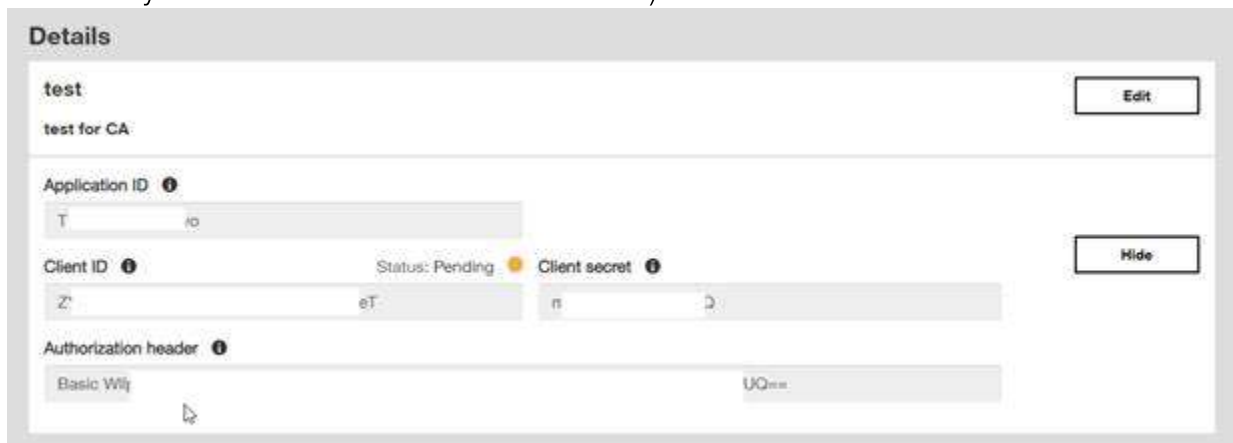 Details
test
Edit
test for CA
Application ID
T vo
Hide
Client ID Status: Pending Client secret
Z' eT n Q
Authorization header
Basic Wlj UQ==